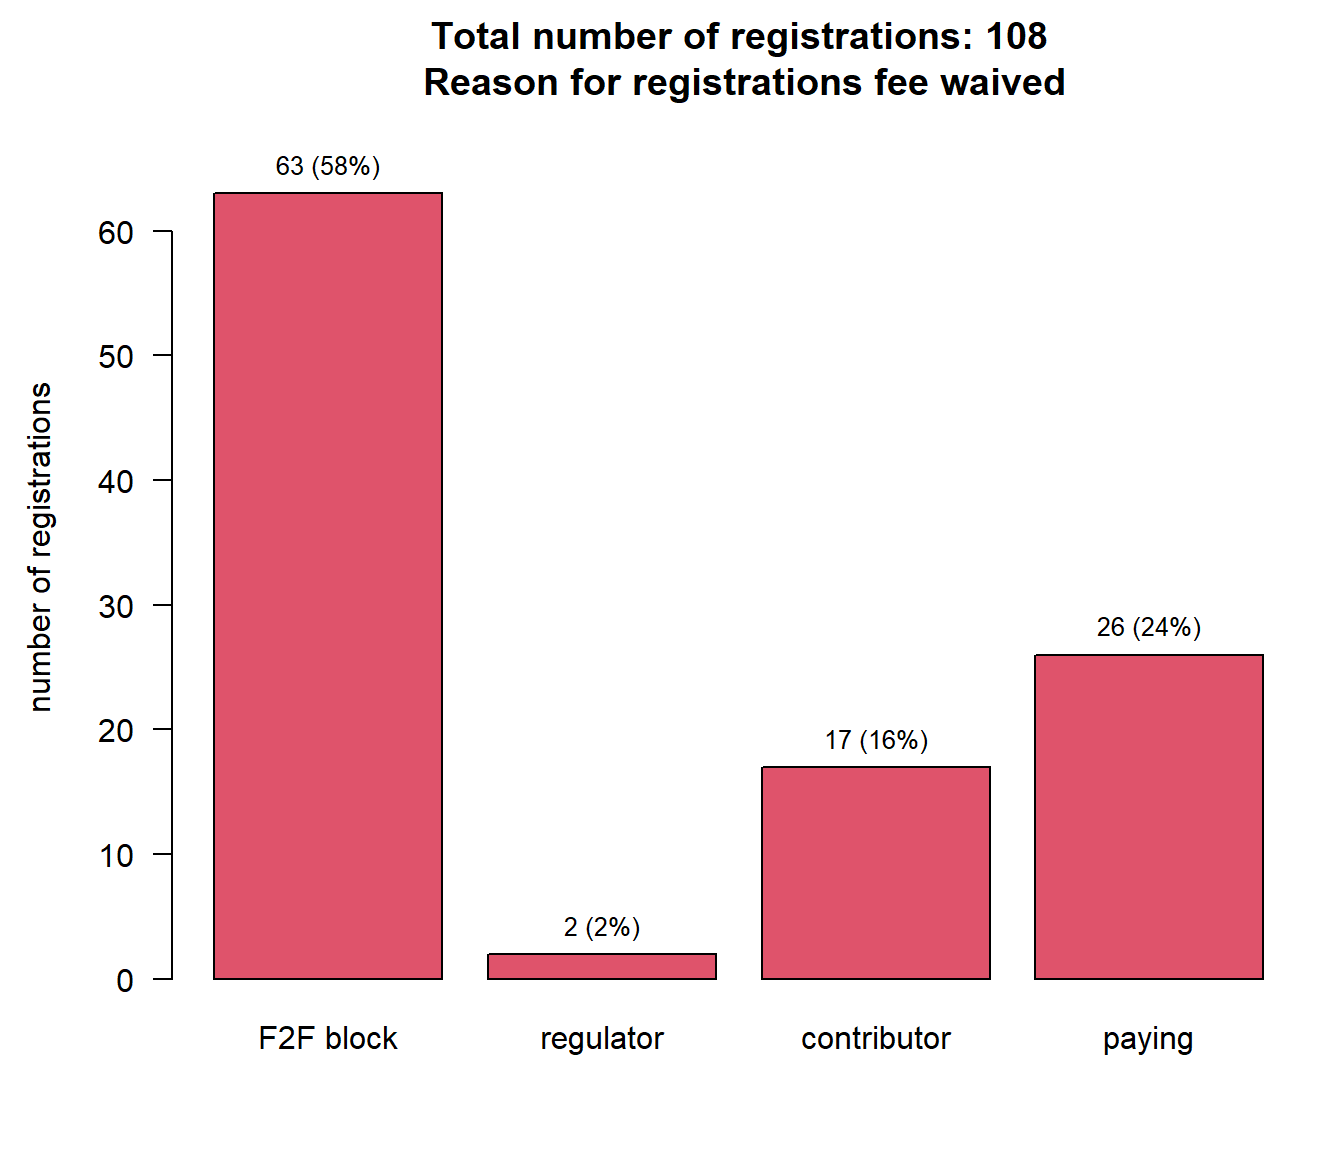 Total number of registrations: 108
Reason for registrations fee waived
63 (58%)
60
50
40
30
20
10
0
number of registrations
26 (24%)
17 (16%)
2 (2%)
F2F block
regulator
contributor
paying